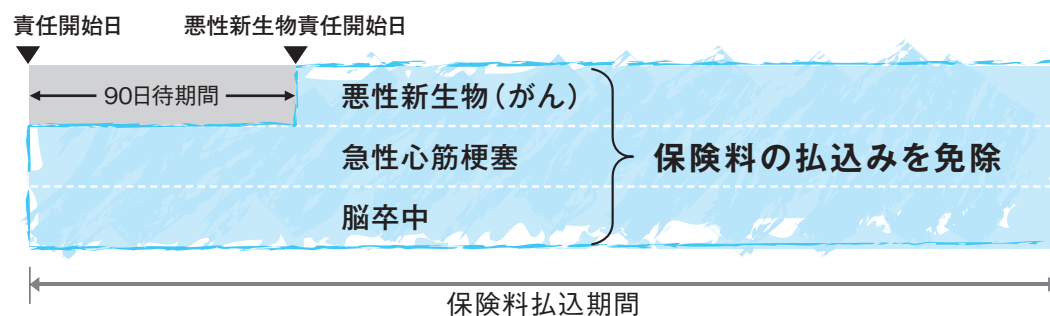 責任開始日
悪性新生物責任開始日
90日待期間
悪性新生物(がん)
急性心筋梗塞
保険料の払込みを免除
脳卒中
保険料払込期間